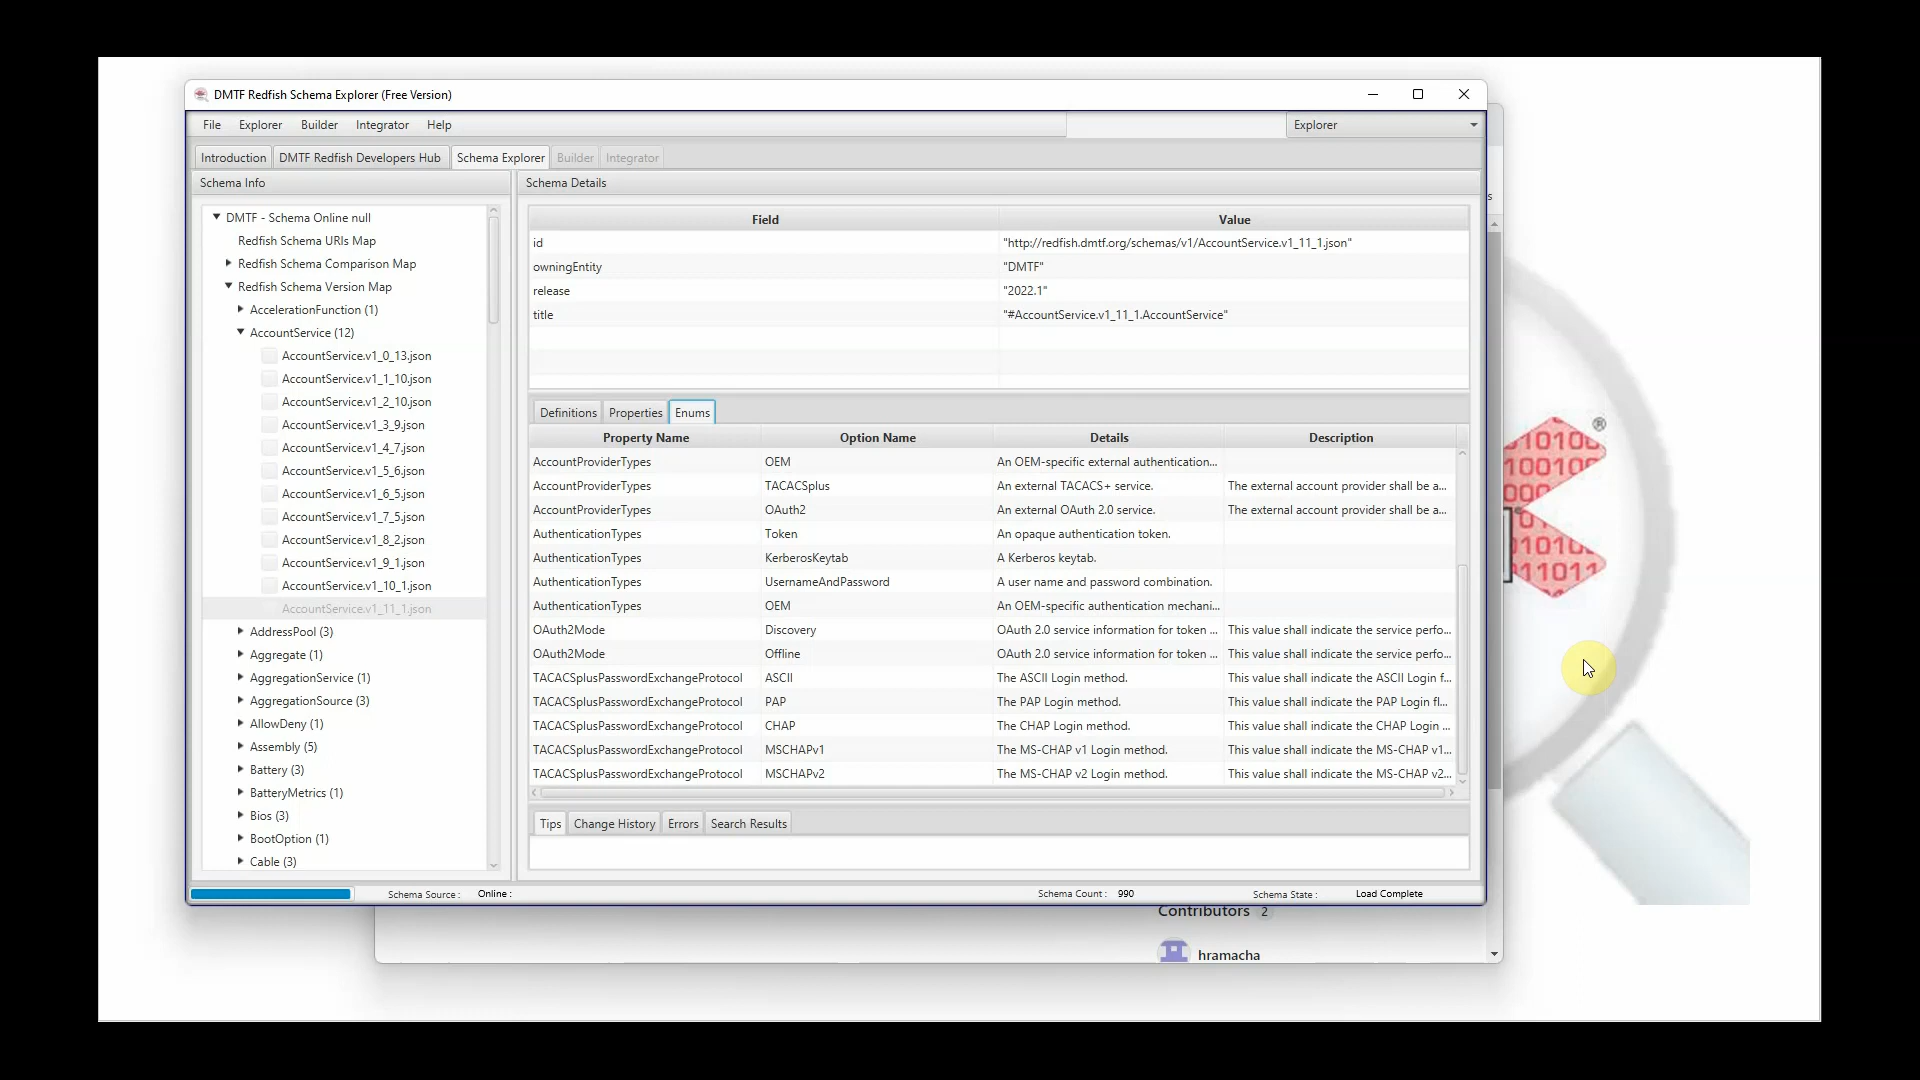 DMTF Redfish Schema Explorer (Free Version)
File Explorer Builder Integrator Help
Explorer
Introduction DMTF Redfish Developers Hub Schema Explorer Builder Integrator
Schema Info
DMTF - Schema Online null
Redfish Schema URIs Map
Redfish Schema Comparison Map
Redfish Schema Version Map
AccelerationFunction (1)
AccountService (12)
AccountService.v1_0_13.json
AccountService.v1_1_10.json
AccountService.v1_2_10.json
AccountService.v1_3_9.json
AccountService.v1_4_7.json
AccountService.v1_5_6.json
AccountService.v1_6_5.json
AccountService.v1_7_5.json
AccountService.v1_8_2.json
AccountService.v1_9_1.json
AccountService.v1_10_1.json
AccountService.v1_11_1.json
AddressPool (3)
Aggregate (1)
AggregationService (1)
AggregationSource (3)
AllowDeny (1)
Assembly (5)
Battery (3)
BatteryMetrics (1)
Bios (3)
BootOption (1)
Cable (3)
Schema Details
Field Value
id "http://redfish.dmtf.org/schemas/v1/AccountService.v1_11_1.json"
owningEntity "DMTF"
release "2022.1"
title "#AccountService.v1_11_1.AccountService"
Definitions Properties Enums
Property Name Option Name Details Description
AccountProviderTypes OEM An OEM-specific external authentication...
AccountProviderTypes TACACSplus An external TACACS+ service. The external account provider shall be a...
AccountProviderTypes OAuth2 An external OAuth 2.0 service. The external account provider shall be a...
AuthenticationTypes Token An opaque authentication token.
AuthenticationTypes KerberosKeytab A Kerberos keytab.
AuthenticationTypes UsernameAndPassword A user name and password combination.
AuthenticationTypes OEM An OEM-specific authentication mechani...
OAuth2Mode Discovery OAuth 2.0 service information for token ... This value shall indicate the service perfo...
OAuth2Mode Offline OAuth 2.0 service information for token ... This value shall indicate the service perfo...
TACACSplusPasswordExchangeProtocol ASCII The ASCII Login method. This value shall indicate the ASCII Login f...
TACACSplusPasswordExchangeProtocol PAP The PAP Login method. This value shall indicate the PAP Login fl...
TACACSplusPasswordExchangeProtocol CHAP The CHAP Login method. This value shall indicate the CHAP Login ...
TACACSplusPasswordExchangeProtocol MSCHAPv1 The MS-CHAP v1 Login method. This value shall indicate the MS-CHAP v1...
TACACSplusPasswordExchangeProtocol MSCHAPv2 The MS-CHAP v2 Login method. This value shall indicate the MS-CHAP v2...
Tips Change History Errors Search Results
Schema Source : Online : Schema Count : 990 Schema State : Load Complete
Contributors 2
hramacha